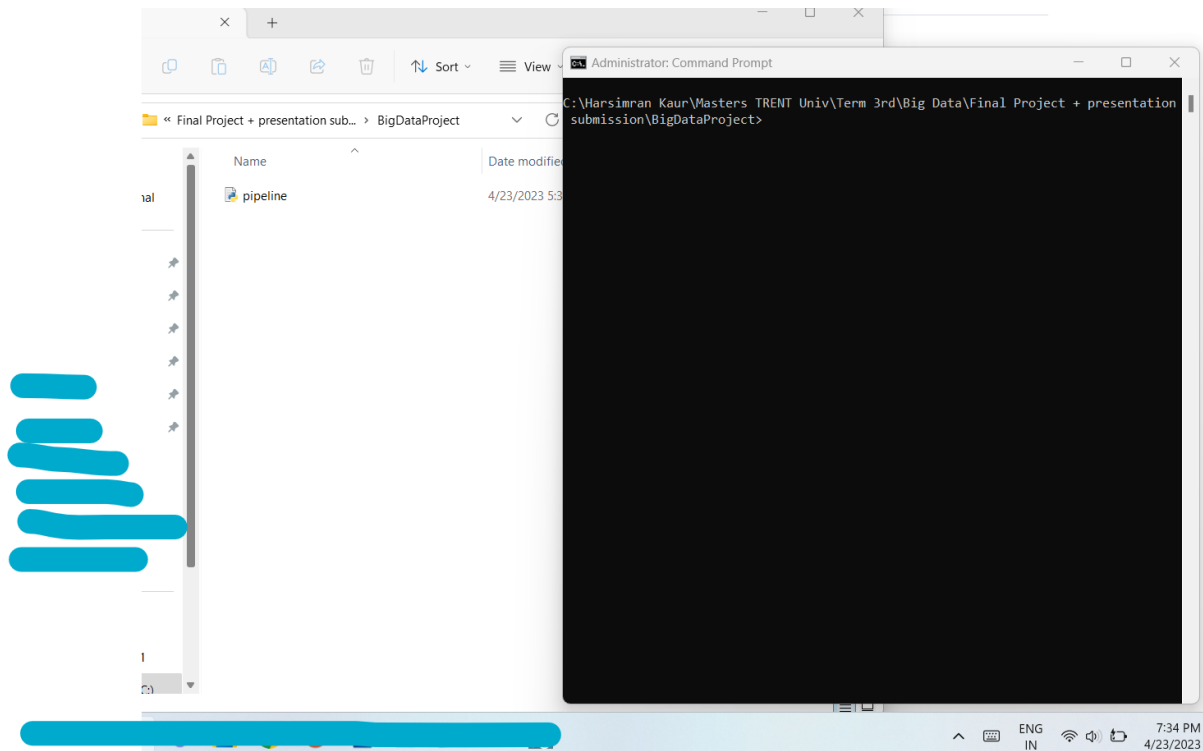 Sort
View
Administrator: Command Prompt
« Final Project + presentation sub... > BigDataProject
Name
Date modified
pipeline
4/23/2023 5:3
C:\Harsimran Kaur\Masters TRENT Univ\Term 3rd\Big Data\Final Project + presentation
submission\BigDataProject>
nal
1
C:)
ENG
IN
7:34 PM
4/23/2023